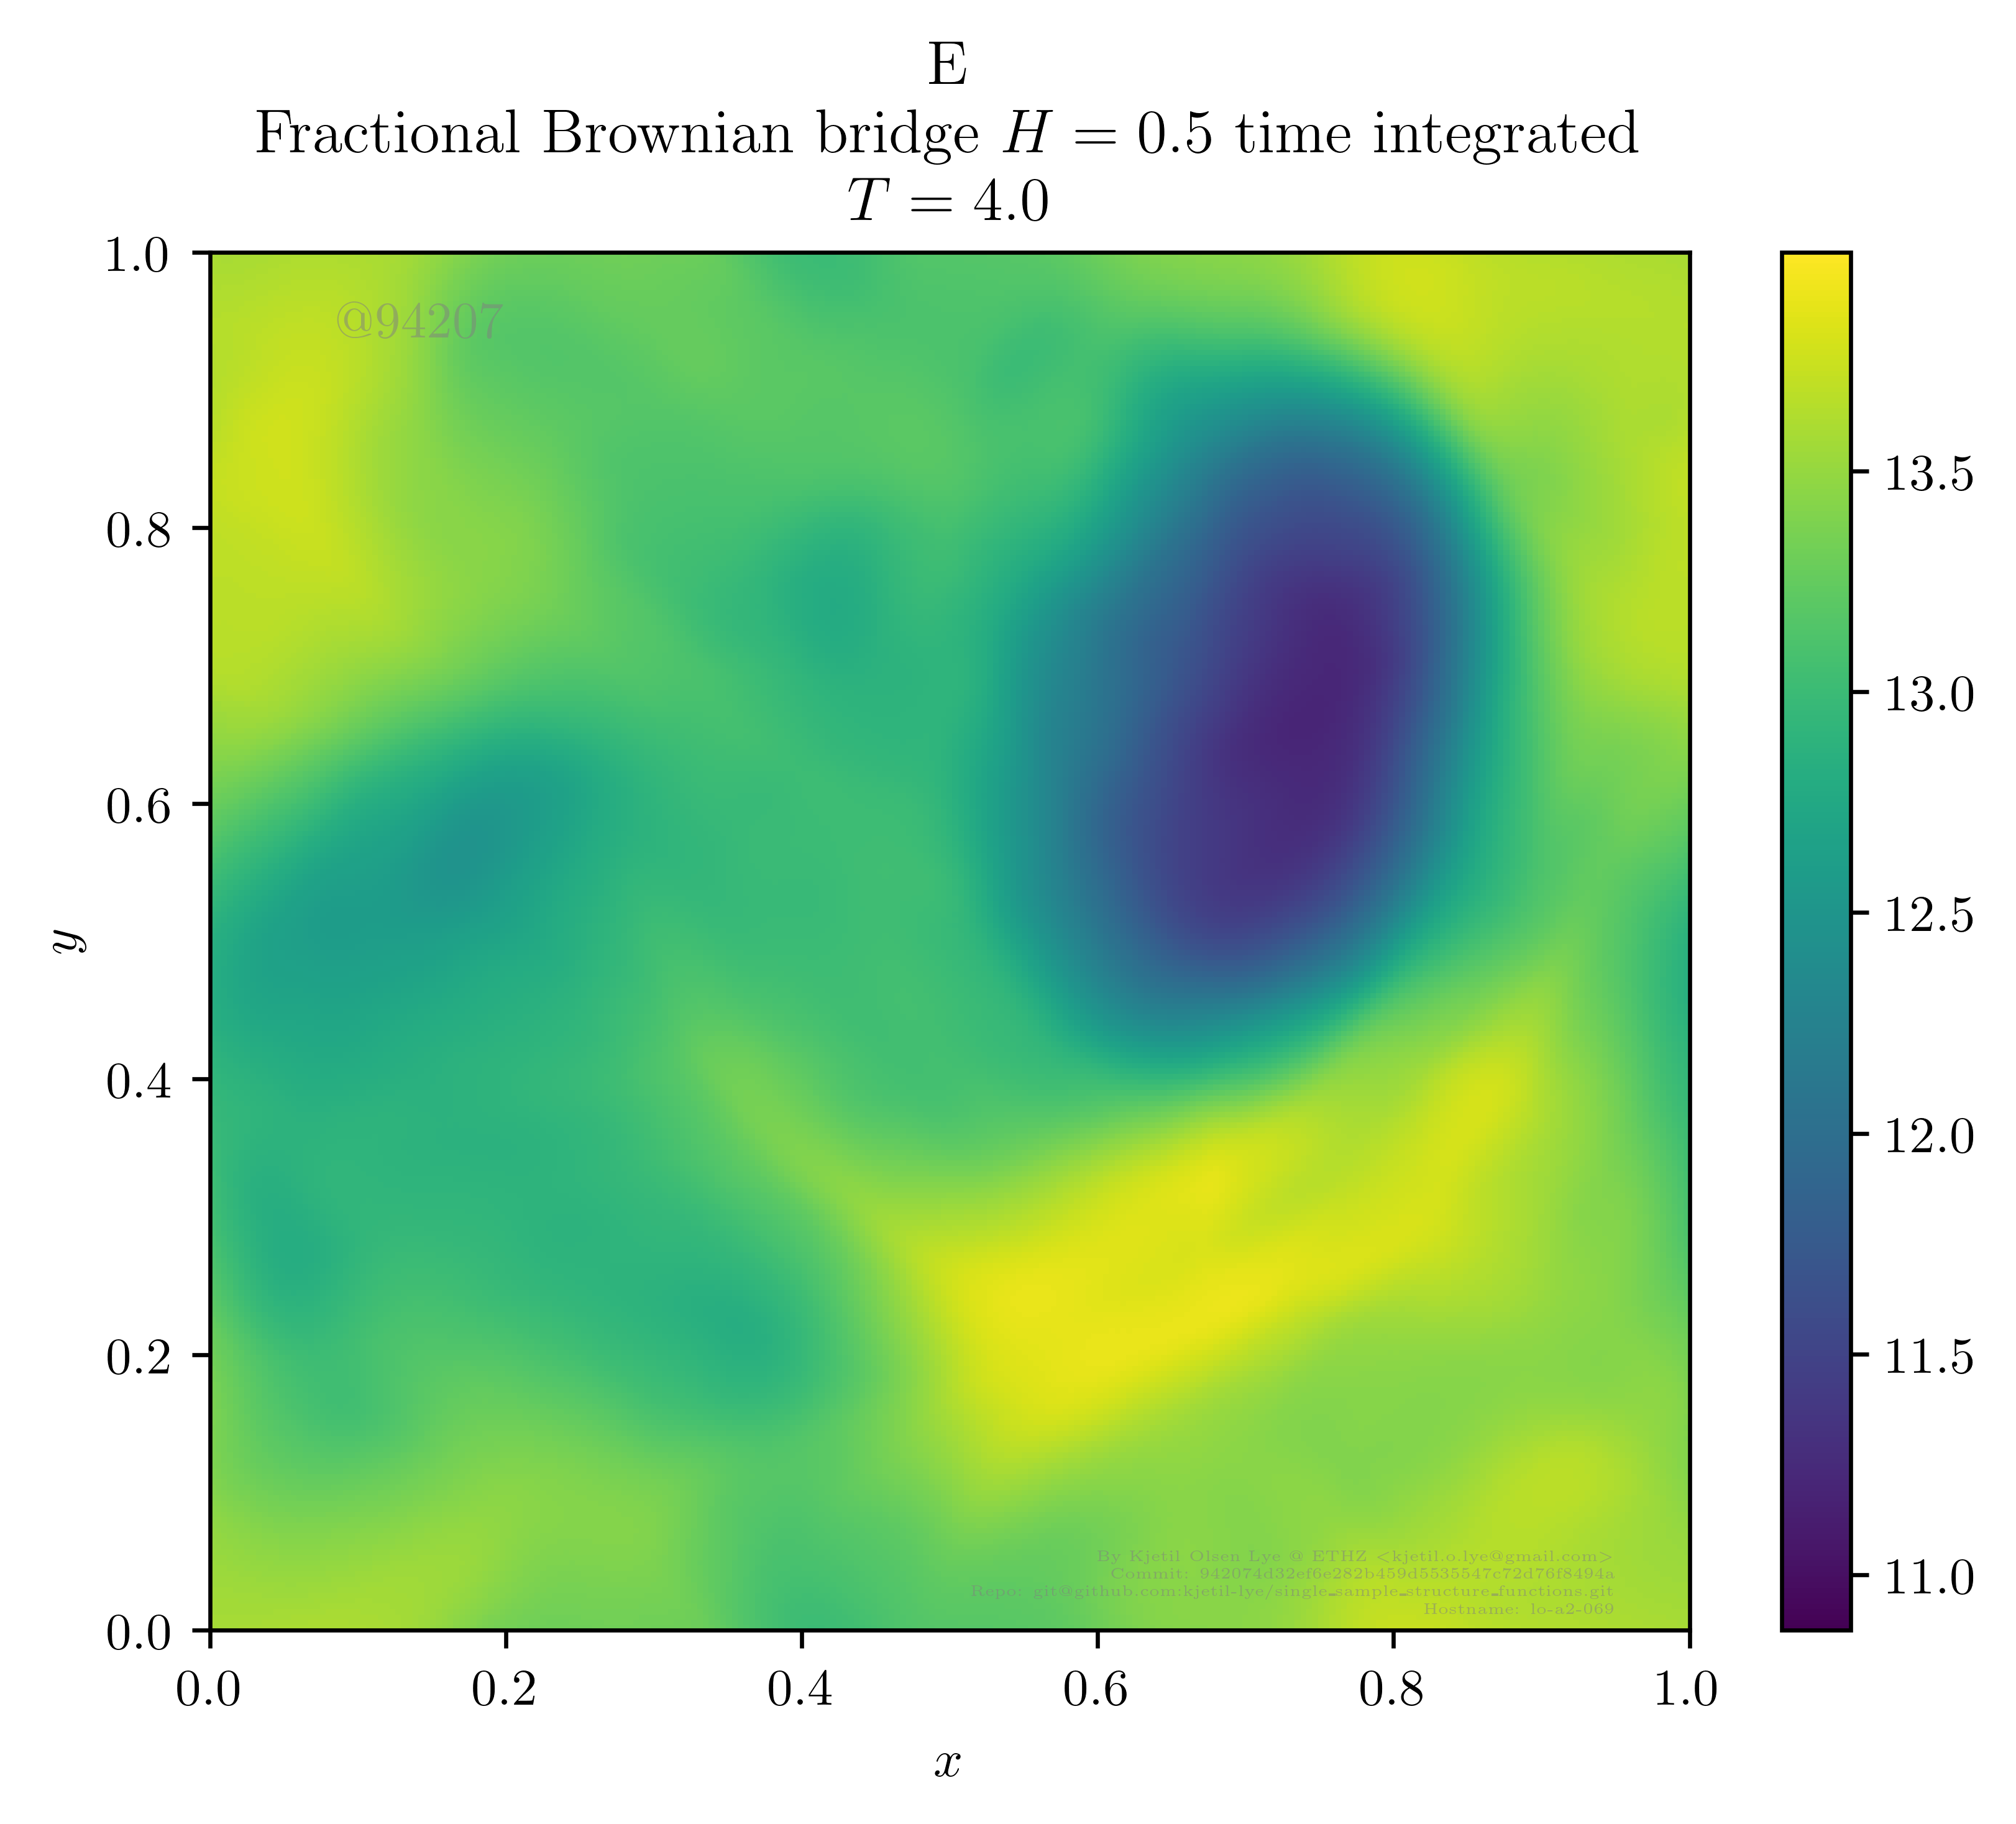 E
Fractional Brownian bridge H = 0.5 time integrated
T = 4.0
@94207
1.0
0.8
0.6
0.4
0.2
0.0
y
0.0 0.2 0.4 0.6 0.8 1.0
x
13.5
13.0
12.5
12.0
11.5
11.0
By Kjetil Olsen Lye @ ETHZ <kjetil.o.lye@gmail.com>
Commit: 942074d32ef6e282b459d5535547c72d76f8494a
Repo: git@github.com:kjetil-lye/single_sample_structure_functions.git
Hostname: lo-a2-069